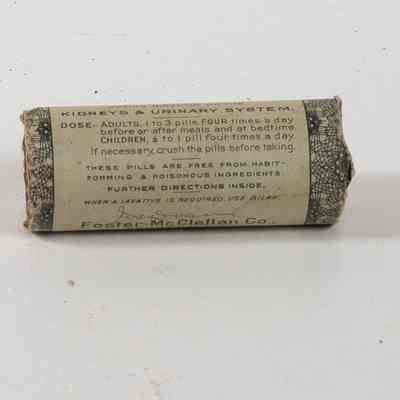 KIDNEYS & URINARY SYSTEM.
DOSE- ADULTS, 1 to 3 pills FOUR times a day
before or after meals and at bedtime.
CHILDREN, ½ to 1 pill four times a day
If necessary, crush the pills before taking.
"THESE PILLS ARE FREE FROM HABIT-
FORMING & POISONOUS INGREDIENTS.
FURTHER DIRECTIONS INSIDE.
WHEN A LAXATIVE IS REQUIRED, USE
Foster-McClellan Co.